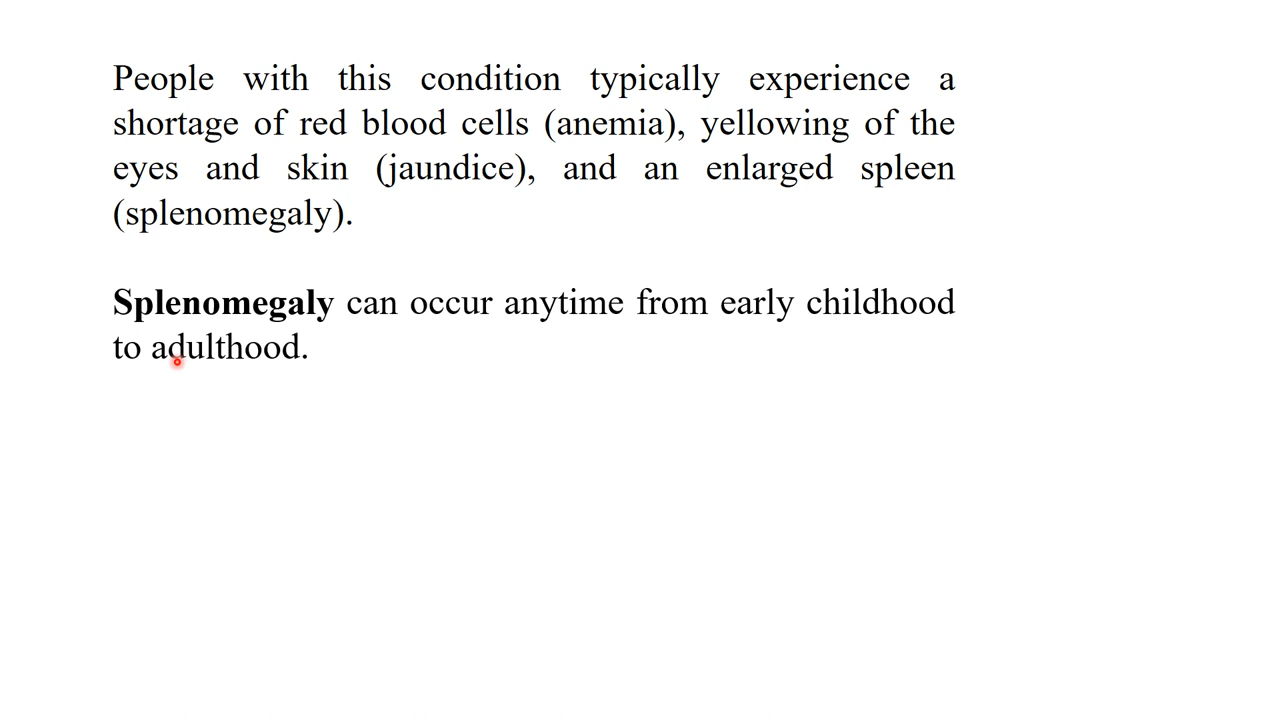 People with this condition typically experience a
shortage of red blood cells (anemia), yellowing of the
eyes and skin (jaundice), and an enlarged spleen
(splenomegaly).
Splenomegaly can occur anytime from early childhood
to adulthood.